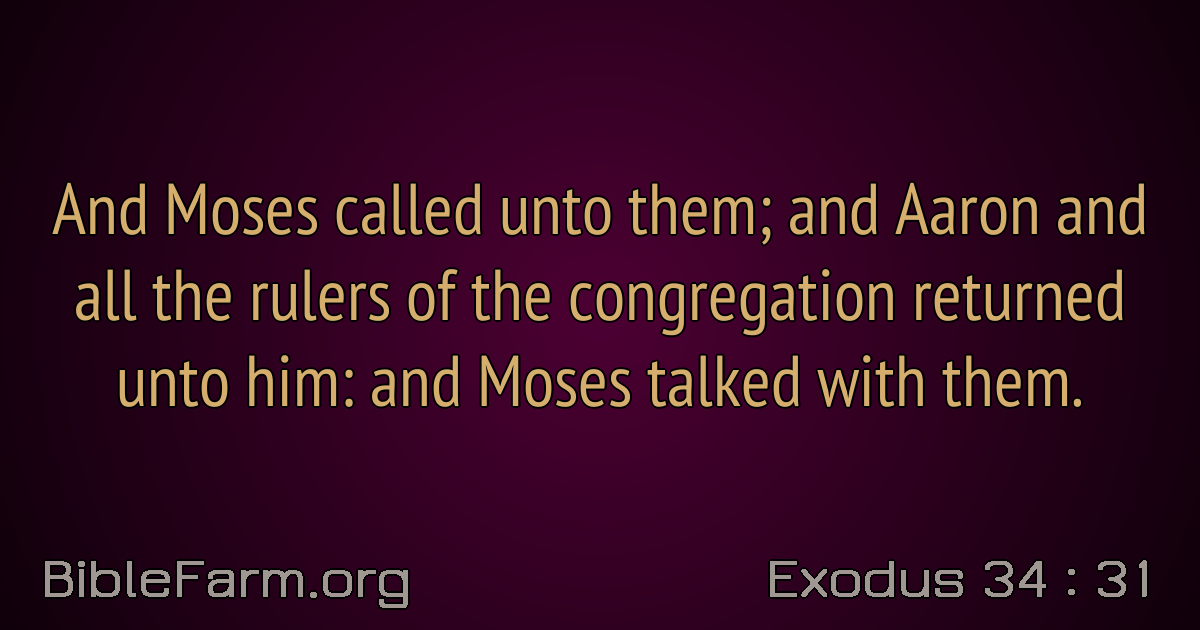 And Moses called unto them; and Aaron and
all the rulers of the congregation returned
unto him: and Moses talked with them.
BibleFarm.org
Exodus 34 : 31